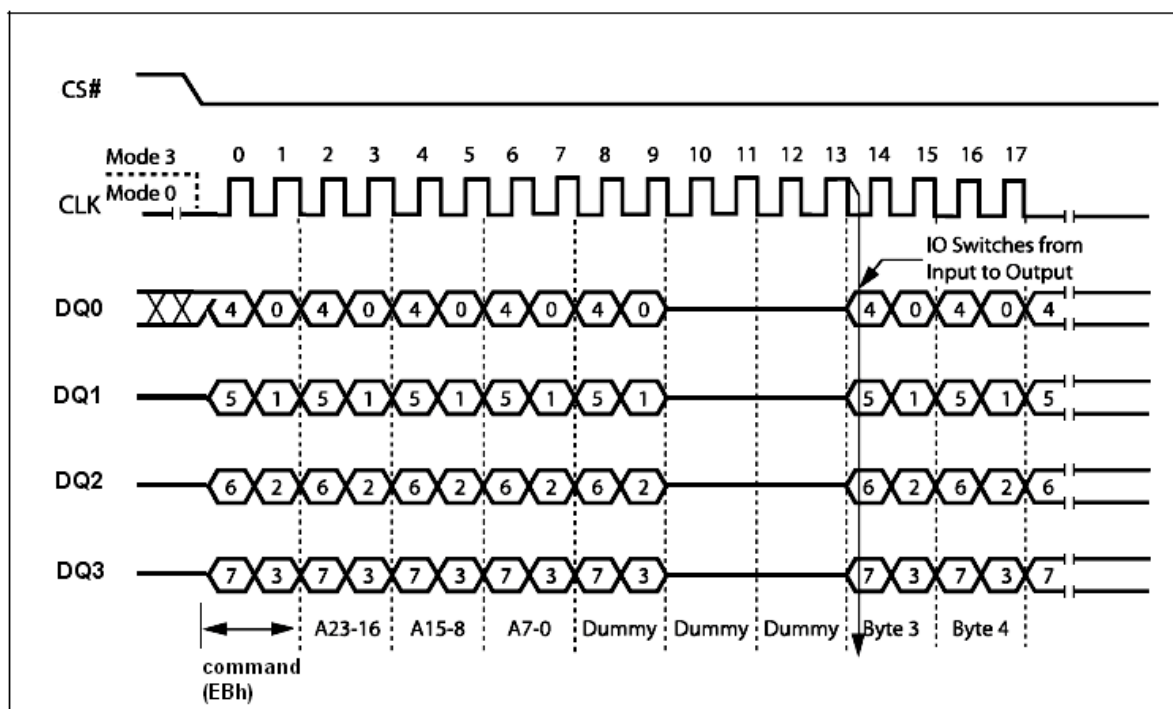 CS#
Mode 3
0 1 2 3 4 5 6 7 8 9 10 11 12 13 14 15 16 17
Mode 0
CLK
IO Switches from
Input to Output
DQ0 4 0 4 0 4 0 4 0 4 0 4 0 4 0 4
DQ1 5 1 5 1 5 1 5 1 5 1 5 1 5 1 5
DQ2 6 2 6 2 6 2 6 2 6 2 6 2 6 2 6
DQ3 7 3 7 3 7 3 7 3 7 3 7 3 7 3 7
A23-16 A15-8 A7-0 Dummy Dummy Dummy Byte 3 Byte 4
command
(EBh)